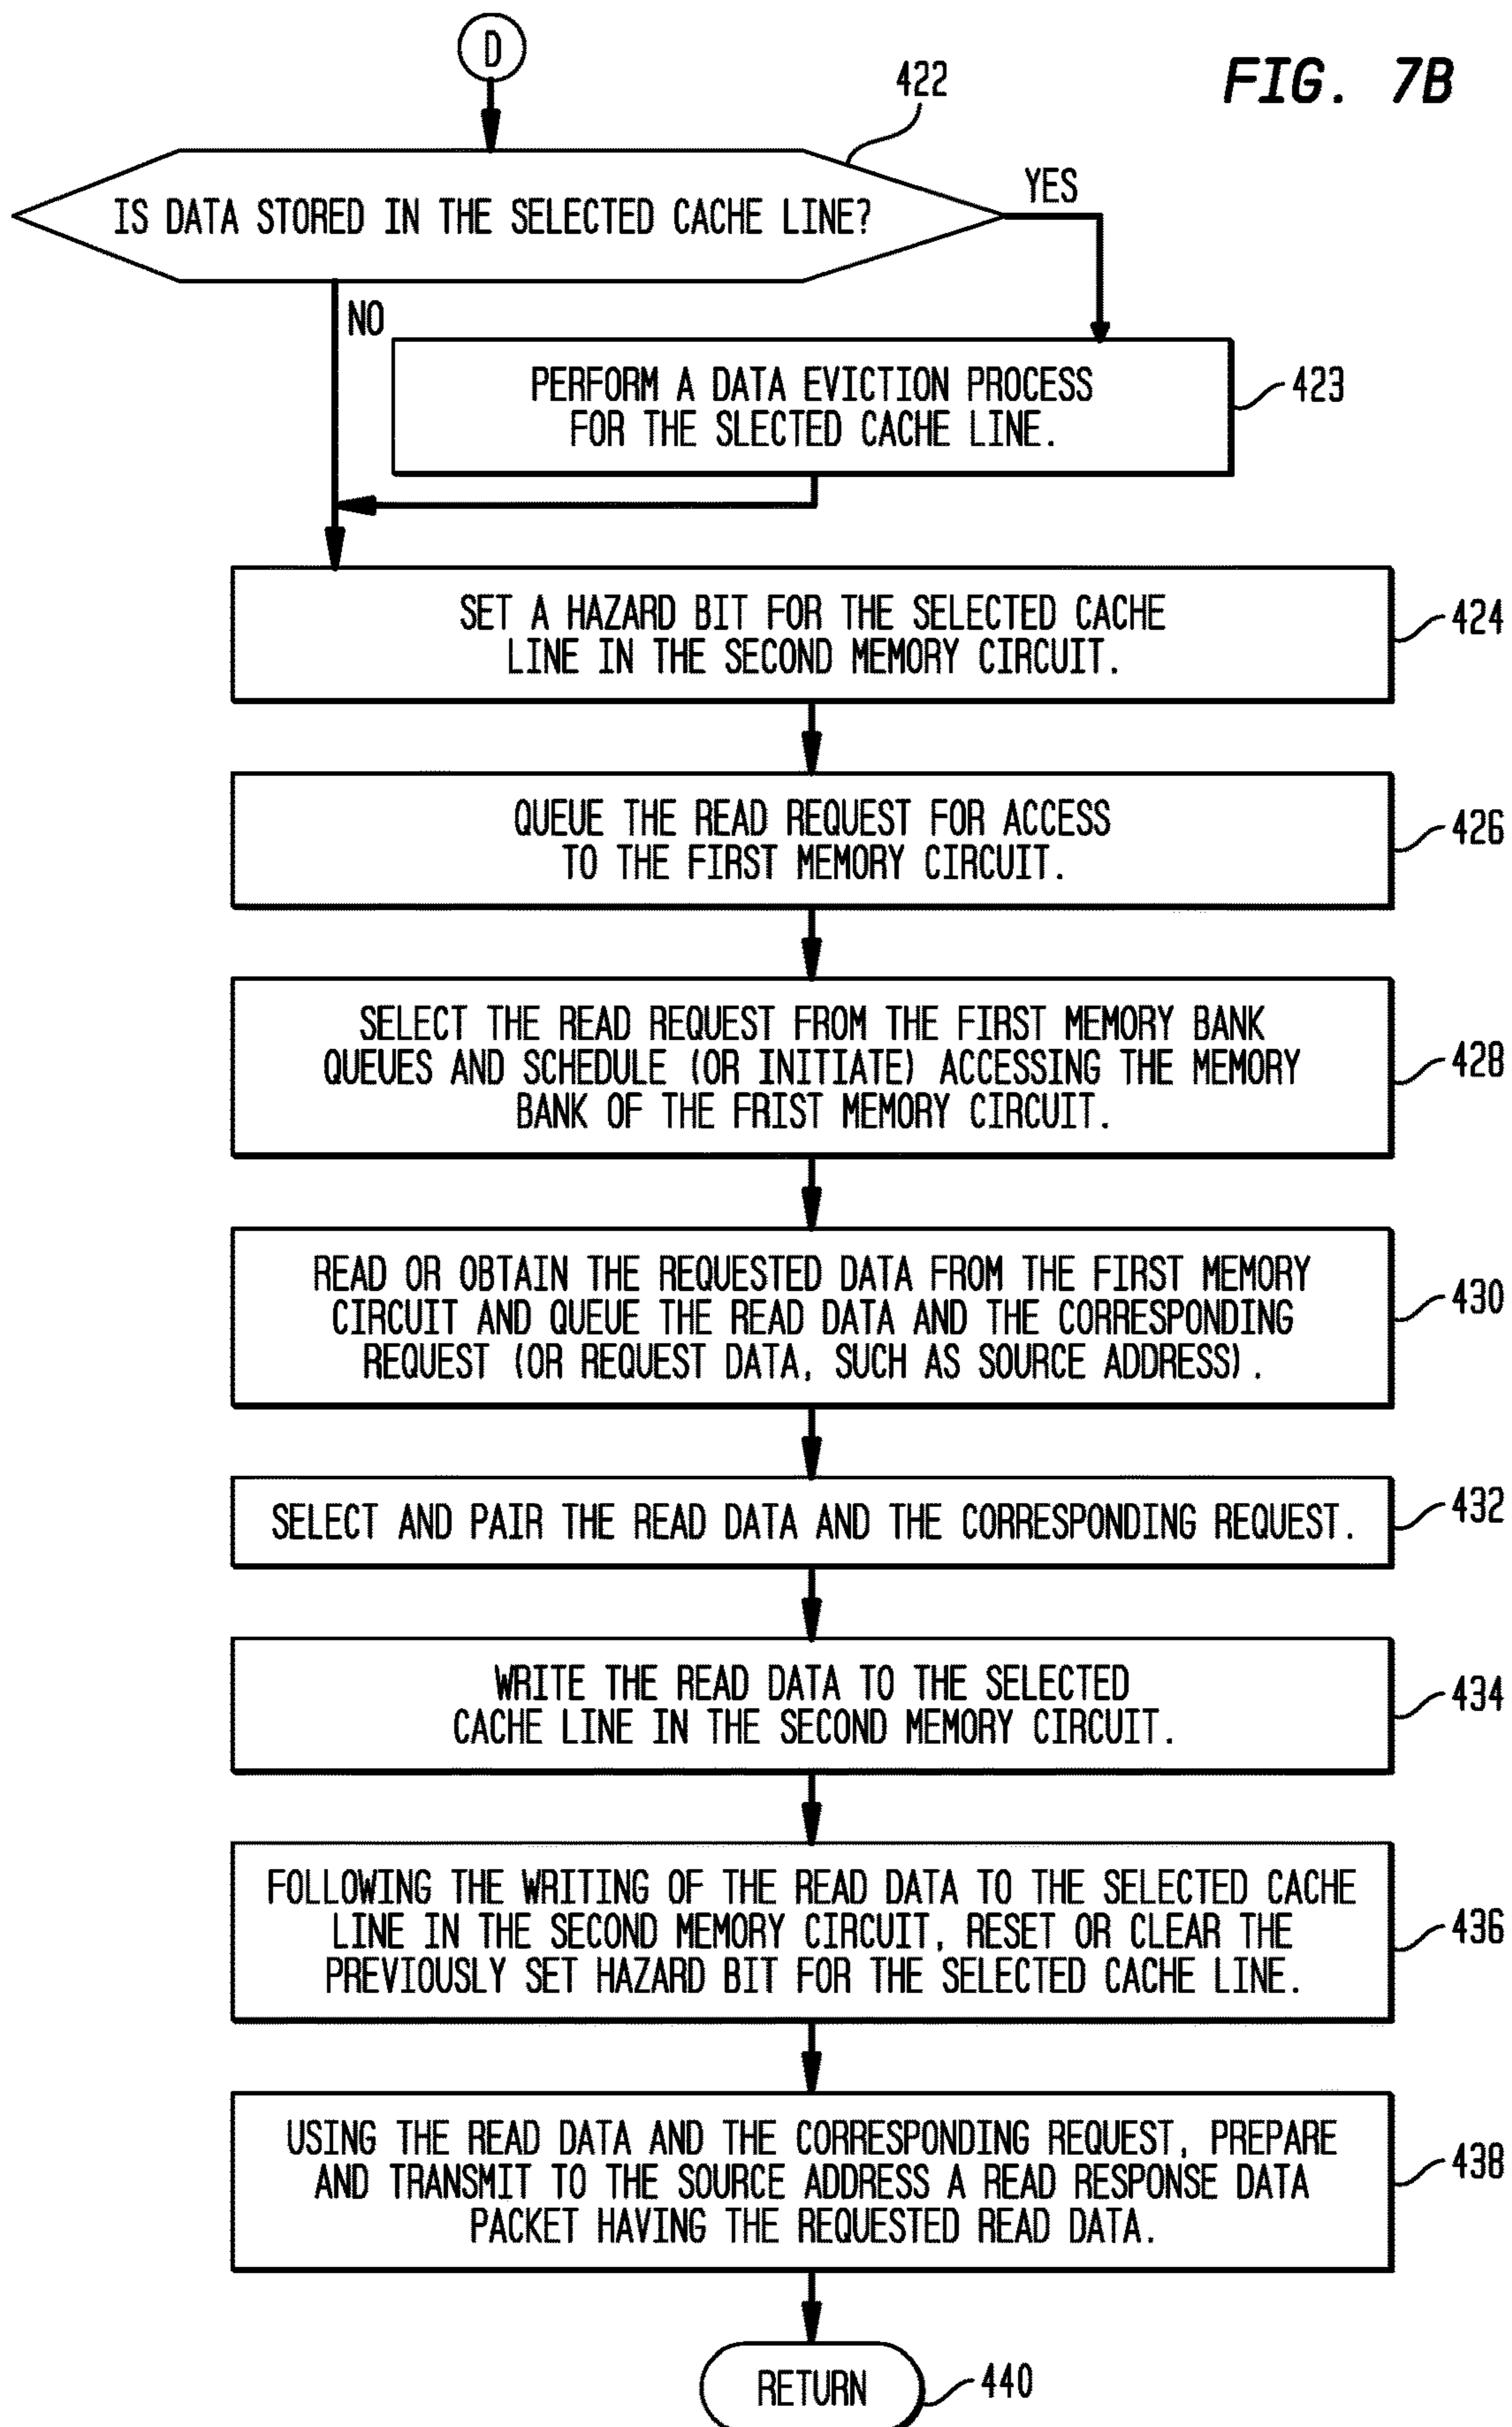 D
FIG. 7B
422
IS DATA STORED IN THE SELECTED CACHE LINE?
YES
NO
PERFORM A DATA EVICTION PROCESS
FOR THE SLECTED CACHE LINE.
423
SET A HAZARD BIT FOR THE SELECTED CACHE
LINE IN THE SECOND MEMORY CIRCUIT.
424
QUEUE THE READ REQUEST FOR ACCESS
TO THE FIRST MEMORY CIRCUIT.
426
SELECT THE READ REQUEST FROM THE FIRST MEMORY BANK
QUEUES AND SCHEDULE (OR INITIATE) ACCESSING THE MEMORY
BANK OF THE FRIST MEMORY CIRCUIT.
428
READ OR OBTAIN THE REQUESTED DATA FROM THE FIRST MEMORY
CIRCUIT AND QUEUE THE READ DATA AND THE CORRESPONDING
REQUEST (OR REQUEST DATA, SUCH AS SOURCE ADDRESS).
430
SELECT AND PAIR THE READ DATA AND THE CORRESPONDING REQUEST.
432
WRITE THE READ DATA TO THE SELECTED
CACHE LINE IN THE SECOND MEMORY CIRCUIT.
434
FOLLOWING THE WRITING OF THE READ DATA TO THE SELECTED CACHE
LINE IN THE SECOND MEMORY CIRCUIT, RESET OR CLEAR THE
PREVIOUSLY SET HAZARD BIT FOR THE SELECTED CACHE LINE.
436
USING THE READ DATA AND THE CORRESPONDING REQUEST, PREPARE
AND TRANSMIT TO THE SOURCE ADDRESS A READ RESPONSE DATA
PACKET HAVING THE REQUESTED READ DATA.
438
RETURN
440